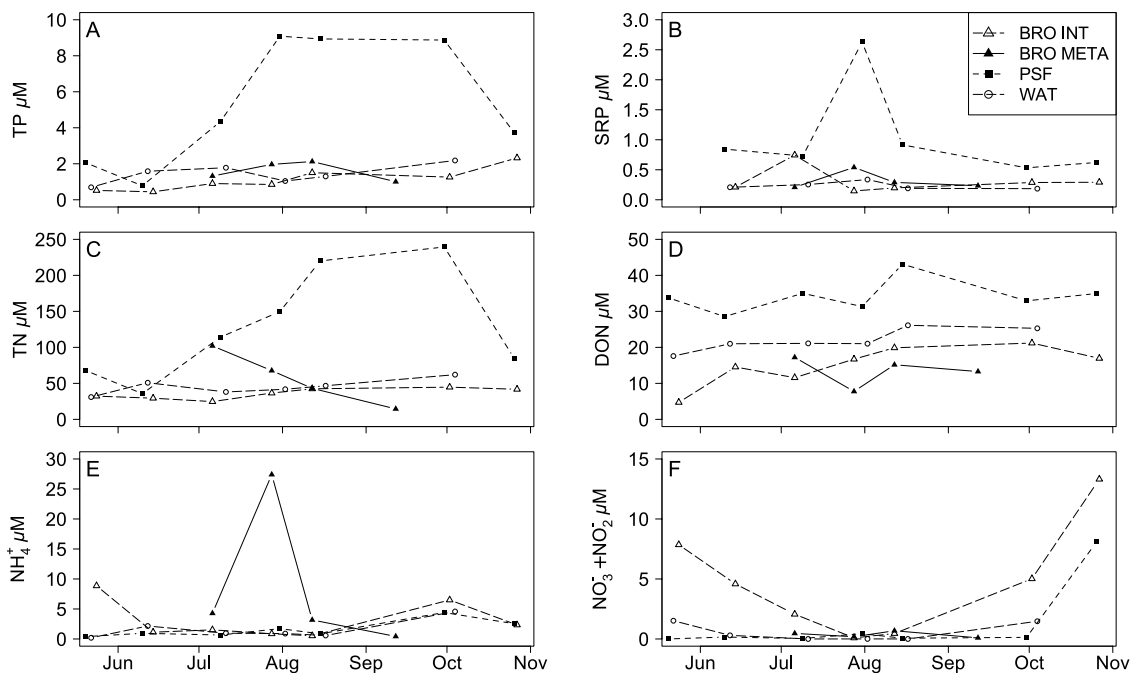 A
TP µM
10
8
6
4
2
0
B
SRP µM
3.0
2.5
2.0
1.5
1.0
0.5
0.0
BRO INT
BRO META
PSF
WAT
C
TN µM
250
200
150
100
50
0
D
DON µM
50
40
30
20
10
0
E
NH₄⁺ µM
30
25
20
15
10
5
0
Jun Jul Aug Sep Oct Nov
F
NO₃⁻ +NO₂⁻ µM
15
10
5
0
Jun Jul Aug Sep Oct Nov